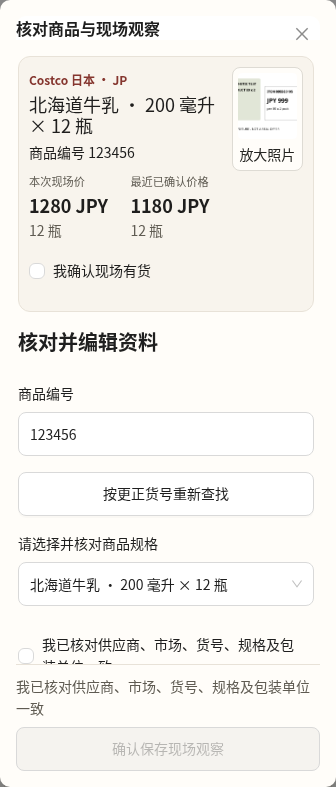 核对商品与现场观察
Costco 日本 · JP
北海道牛乳 · 200 毫升
× 12 瓶
商品编号 123456
本次现场价
最近已确认价格
1280 JPY
1180 JPY
12 瓶
12 瓶
我确认现场有货
JPY 999
放大照片
核对并编辑资料
商品编号
123456
按更正货号重新查找
请选择并核对商品规格
北海道牛乳 · 200 毫升 × 12 瓶
我已核对供应商、市场、货号、规格及包
装单位一致
我已核对供应商、市场、货号、规格及包装单位
一致
确认保存现场观察